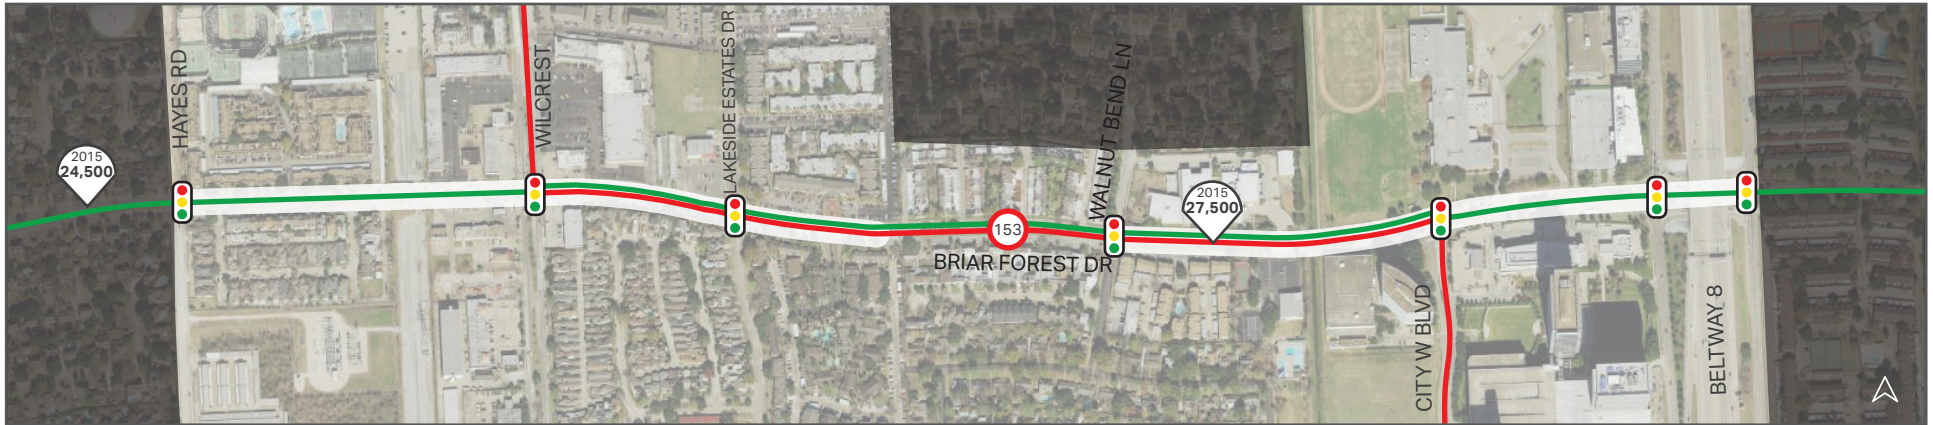 HAYES RD
WILCREST
LAKESIDE ESTATES DR
WALNUT BEND LN
2015
24,500
2015
27,500
153
BRIAR FOREST DR
CITY W BLVD
BELTWAY 8